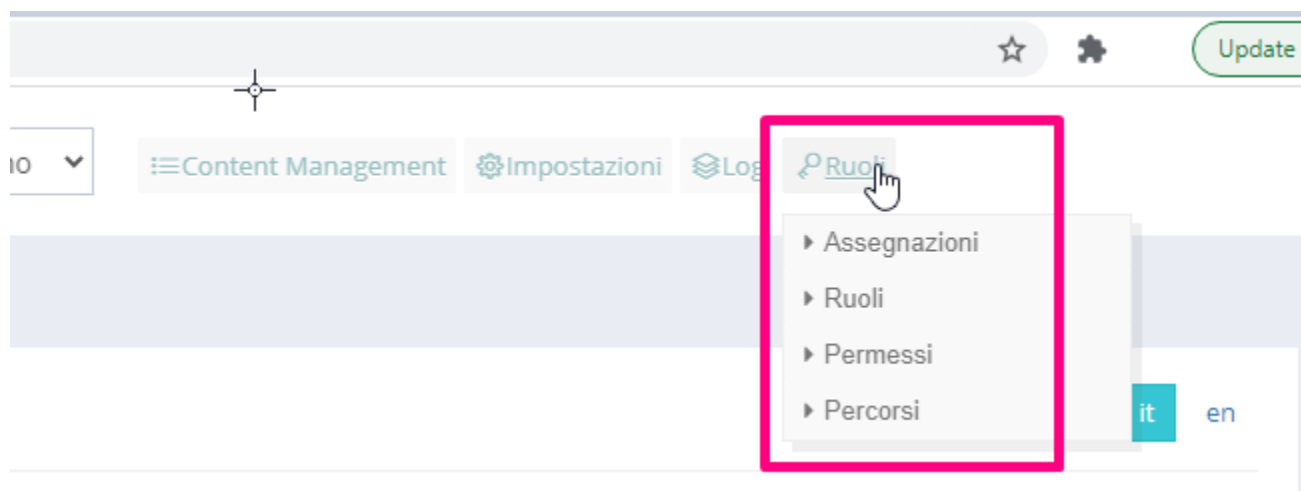 Update
no
Content Management Impostazioni Log Ruoli
Assegnazioni
Ruoli
Permessi
Percorsi
it en